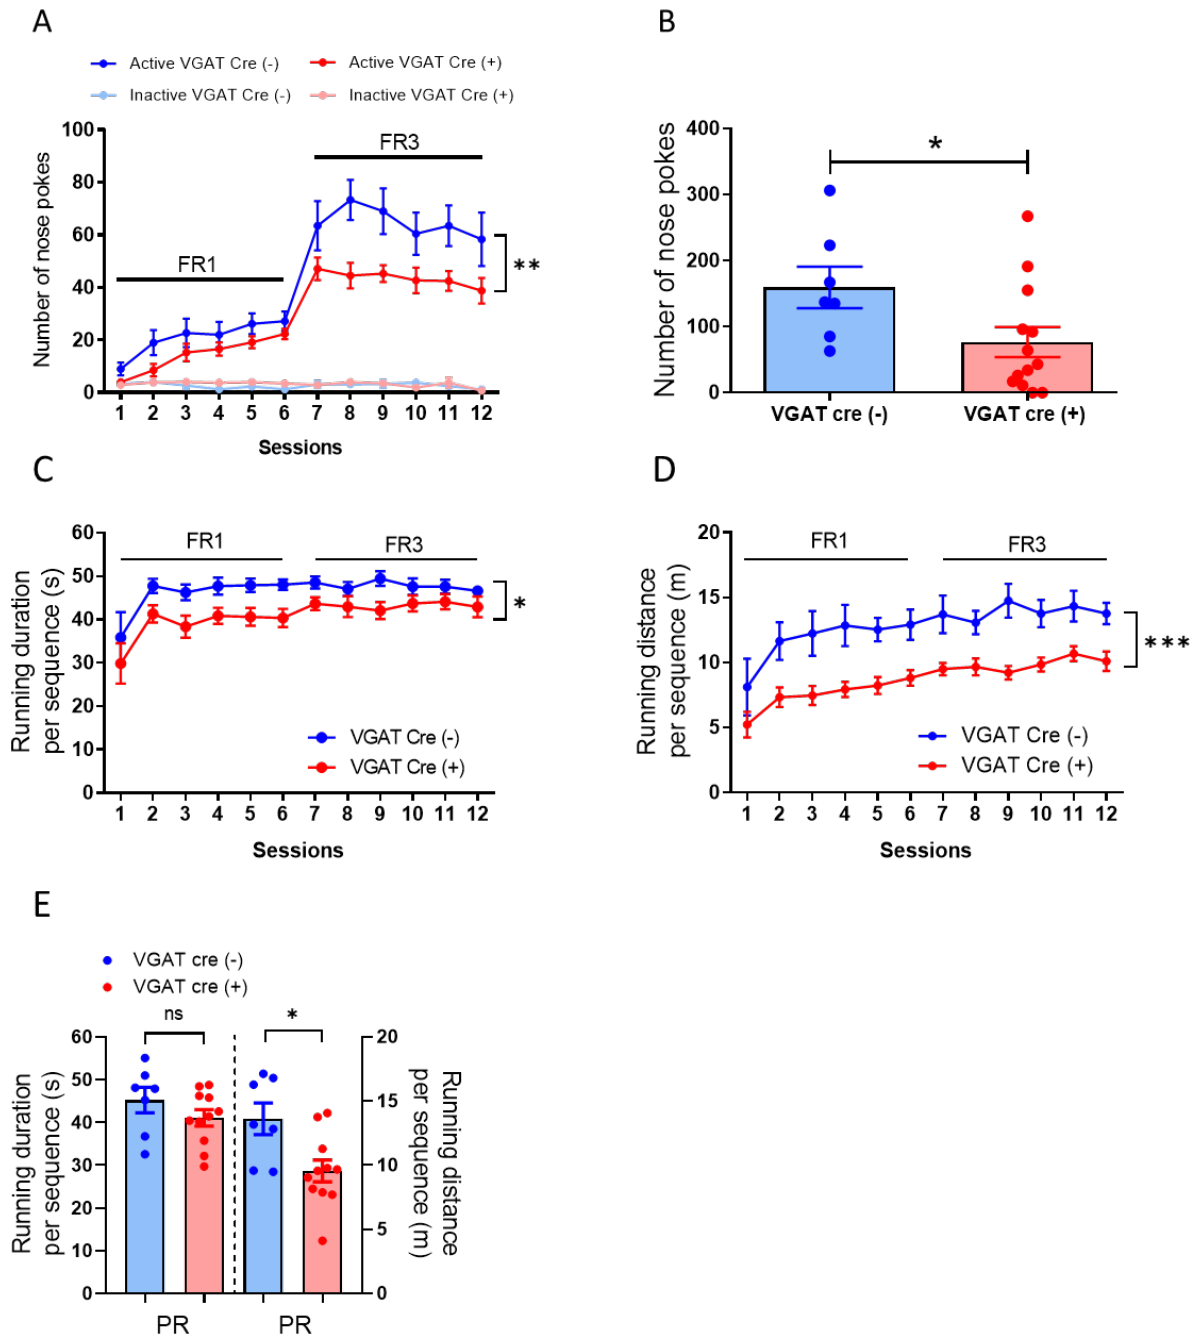 A
Active VGAT Cre (-)
Active VGAT Cre (+)
Inactive VGAT Cre (-)
Inactive VGAT Cre (+)
Number of nose pokes
100
80
60
40
20
0
FR1
FR3
**
1 2 3 4 5 6 7 8 9 10 11 12
Sessions
B
Number of nose pokes
400
300
200
100
0
*
VGAT cre (-)
VGAT cre (+)
C
Running duration
per sequence (s)
60
50
40
30
20
10
0
FR1
FR3
*
VGAT Cre (-)
VGAT Cre (+)
1 2 3 4 5 6 7 8 9 10 11 12
Sessions
D
Running distance
per sequence (m)
20
15
10
5
0
FR1
FR3
***
VGAT Cre (-)
VGAT Cre (+)
1 2 3 4 5 6 7 8 9 10 11 12
Sessions
E
VGAT cre (-)
VGAT cre (+)
Running duration
per sequence (s)
60
50
40
30
20
10
0
ns
*
20
15
10
5
0
Running distance
per sequence (m)
PR
PR